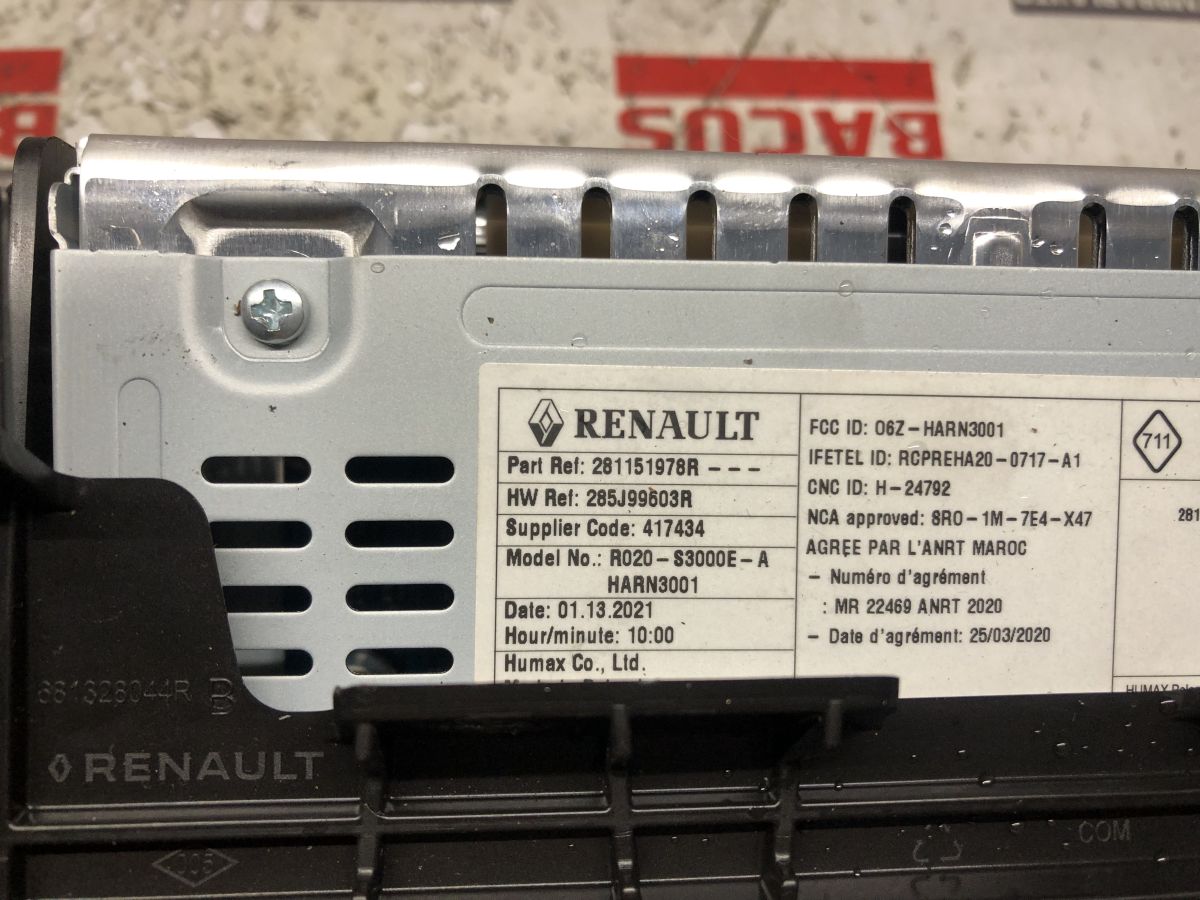 BACUS
RENAULT
Part Ref: 281151978R - - -
HW Ref: 285J99603R
Supplier Code: 417434
Model No.: R020-S3000E-A
HARN3001
Date: 01.13.2021
Hour/minute: 10:00
Humax Co., Ltd.
FCC ID: O6Z-HARN3001
IFETEL ID: RCPREHA20-0717-A1
CNC ID: H-24792
NCA approved: 8R0-1M-7E4-X47
AGREE PAR L'ANRT MAROC
- Numéro d'agrément
: MR 22469 ANRT 2020
- Date d'agrément: 25/03/2020
711
281
HUMAX
681328044R B
RENAULT
COM